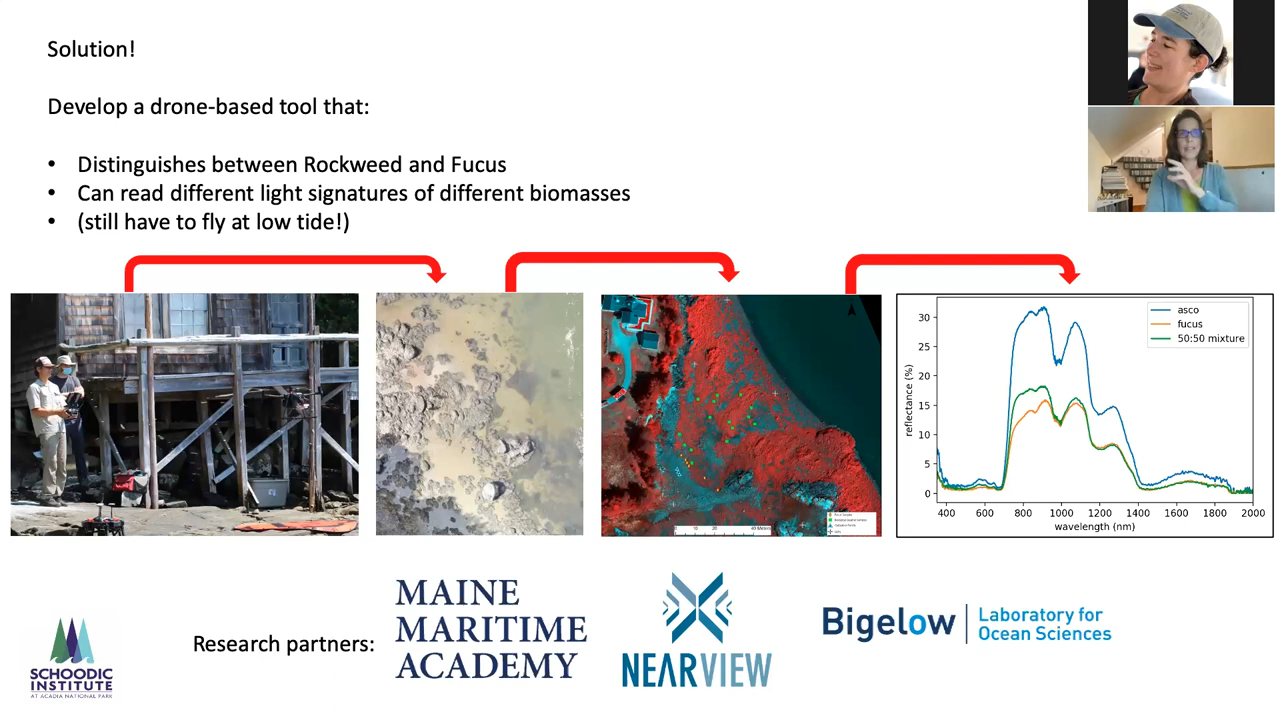 Solution!
Develop a drone-based tool that:
• Distinguishes between Rockweed and Fucus
• Can read different light signatures of different biomasses
• (still have to fly at low tide!)
reflectance (%)
30
25
20
15
10
5
0
asco
fucus
50:50 mixture
400 600 800 1000 1200 1400 1600 1800 2000
wavelength (nm)
SCHOODIC
INSTITUTE
AT ACADIA NATIONAL PARK
Research partners:
MAINE
MARITIME
ACADEMY
NEARVIEW
Bigelow | Laboratory for
Ocean Sciences